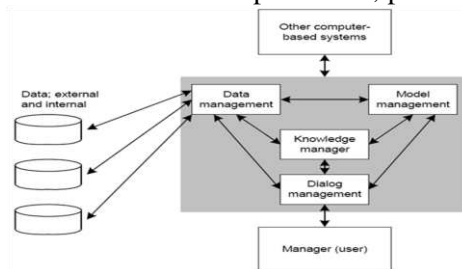 Other computer-
based systems
Data; external
and internal
Data
management
Model
management
Knowledge
manager
Dialog
management
Manager (user)